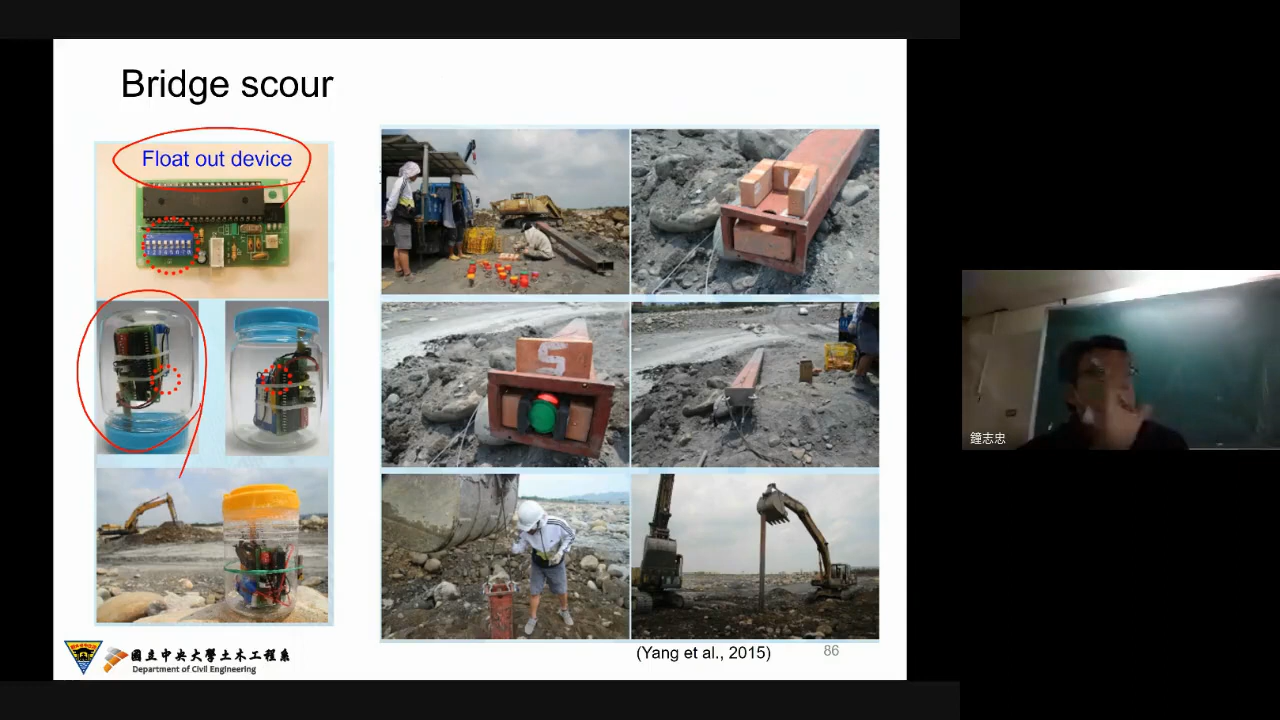 Bridge scour
Float out device
S
國立中央大學土木工程系
Department of Civil Engineering
(Yang et al., 2015)
86
鐘志忠